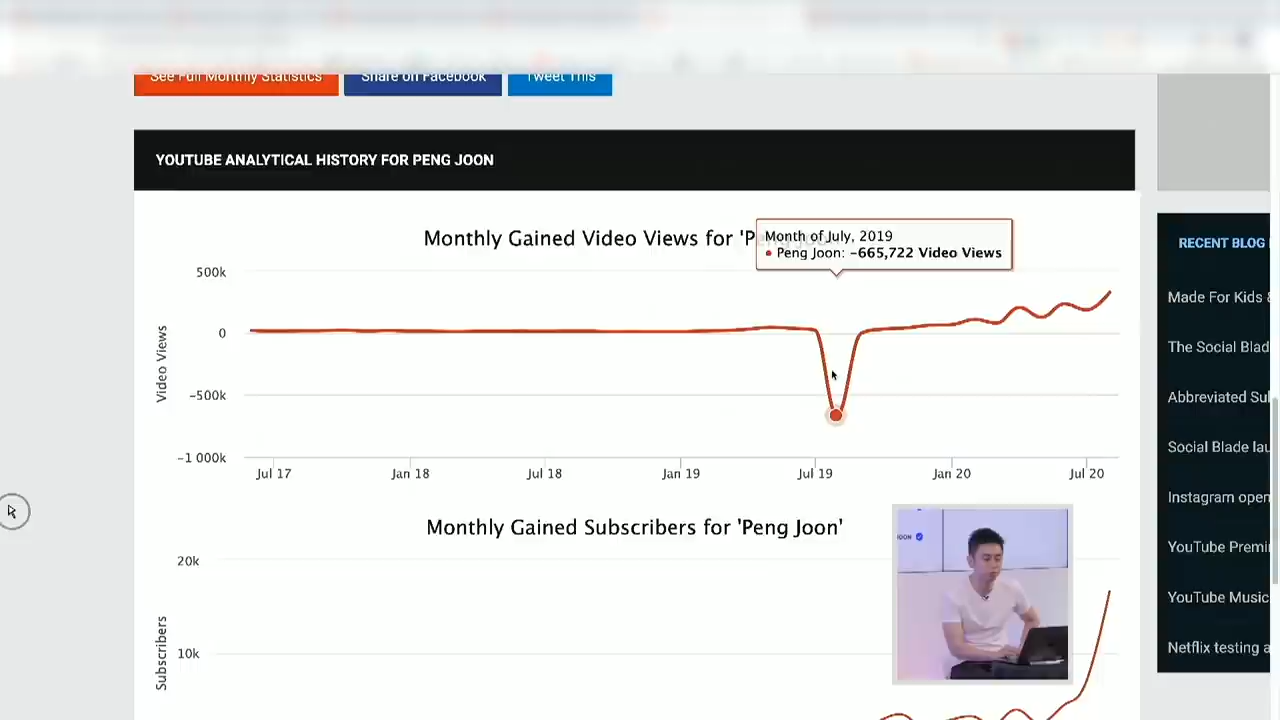 See Full Monthly Statistics
Share on Facebook
Tweet This
YOUTUBE ANALYTICAL HISTORY FOR PENG JOON
Monthly Gained Video Views for
Month of July, 2019
Peng Joon: -665,722 Video Views
500k
0
-500k
-1 000k
Video Views
Jul 17
Jan 18
Jul 18
Jan 19
Jul 19
Jan 20
Jul 20
Monthly Gained Subscribers for 'Peng Joon'
20k
10k
Subscribers
JOON
RECENT BLOG
Made For Kids &
The Social Blad
Abbreviated Sul
Social Blade lau
Instagram open
YouTube Premi
YouTube Music
Netflix testing a